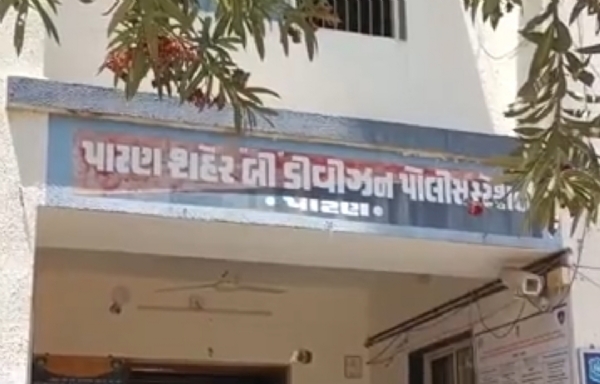 પાટણ શહેર બી ડીવીઝન પોલીસ સ્ટેશન
• પાટણ •